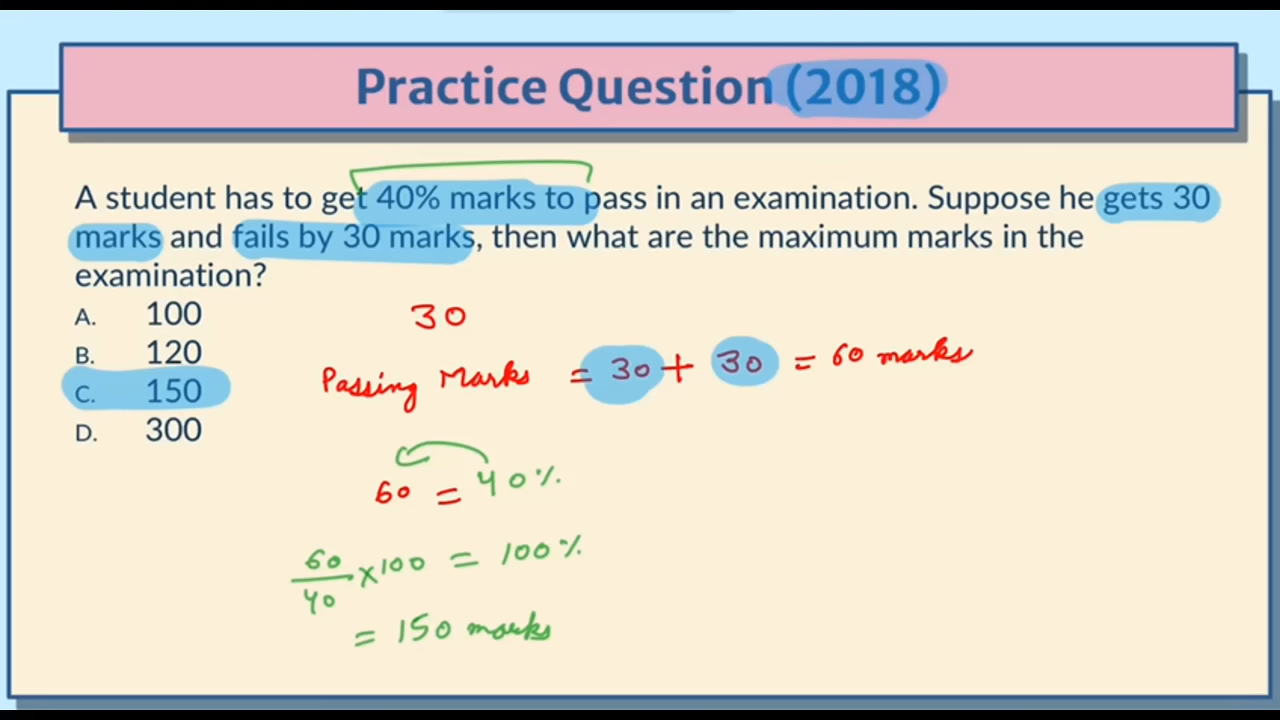 Practice Question (2018)
A student has to get 40% marks to pass in an examination. Suppose he gets 30
marks and fails by 30 marks, then what are the maximum marks in the
examination?
A. 100
B. 120
C. 150
D. 300
30
Passing Marks = 30 + 30 = 60 marks
60 = 40%
60/40 × 100 = 100%
= 150 marks